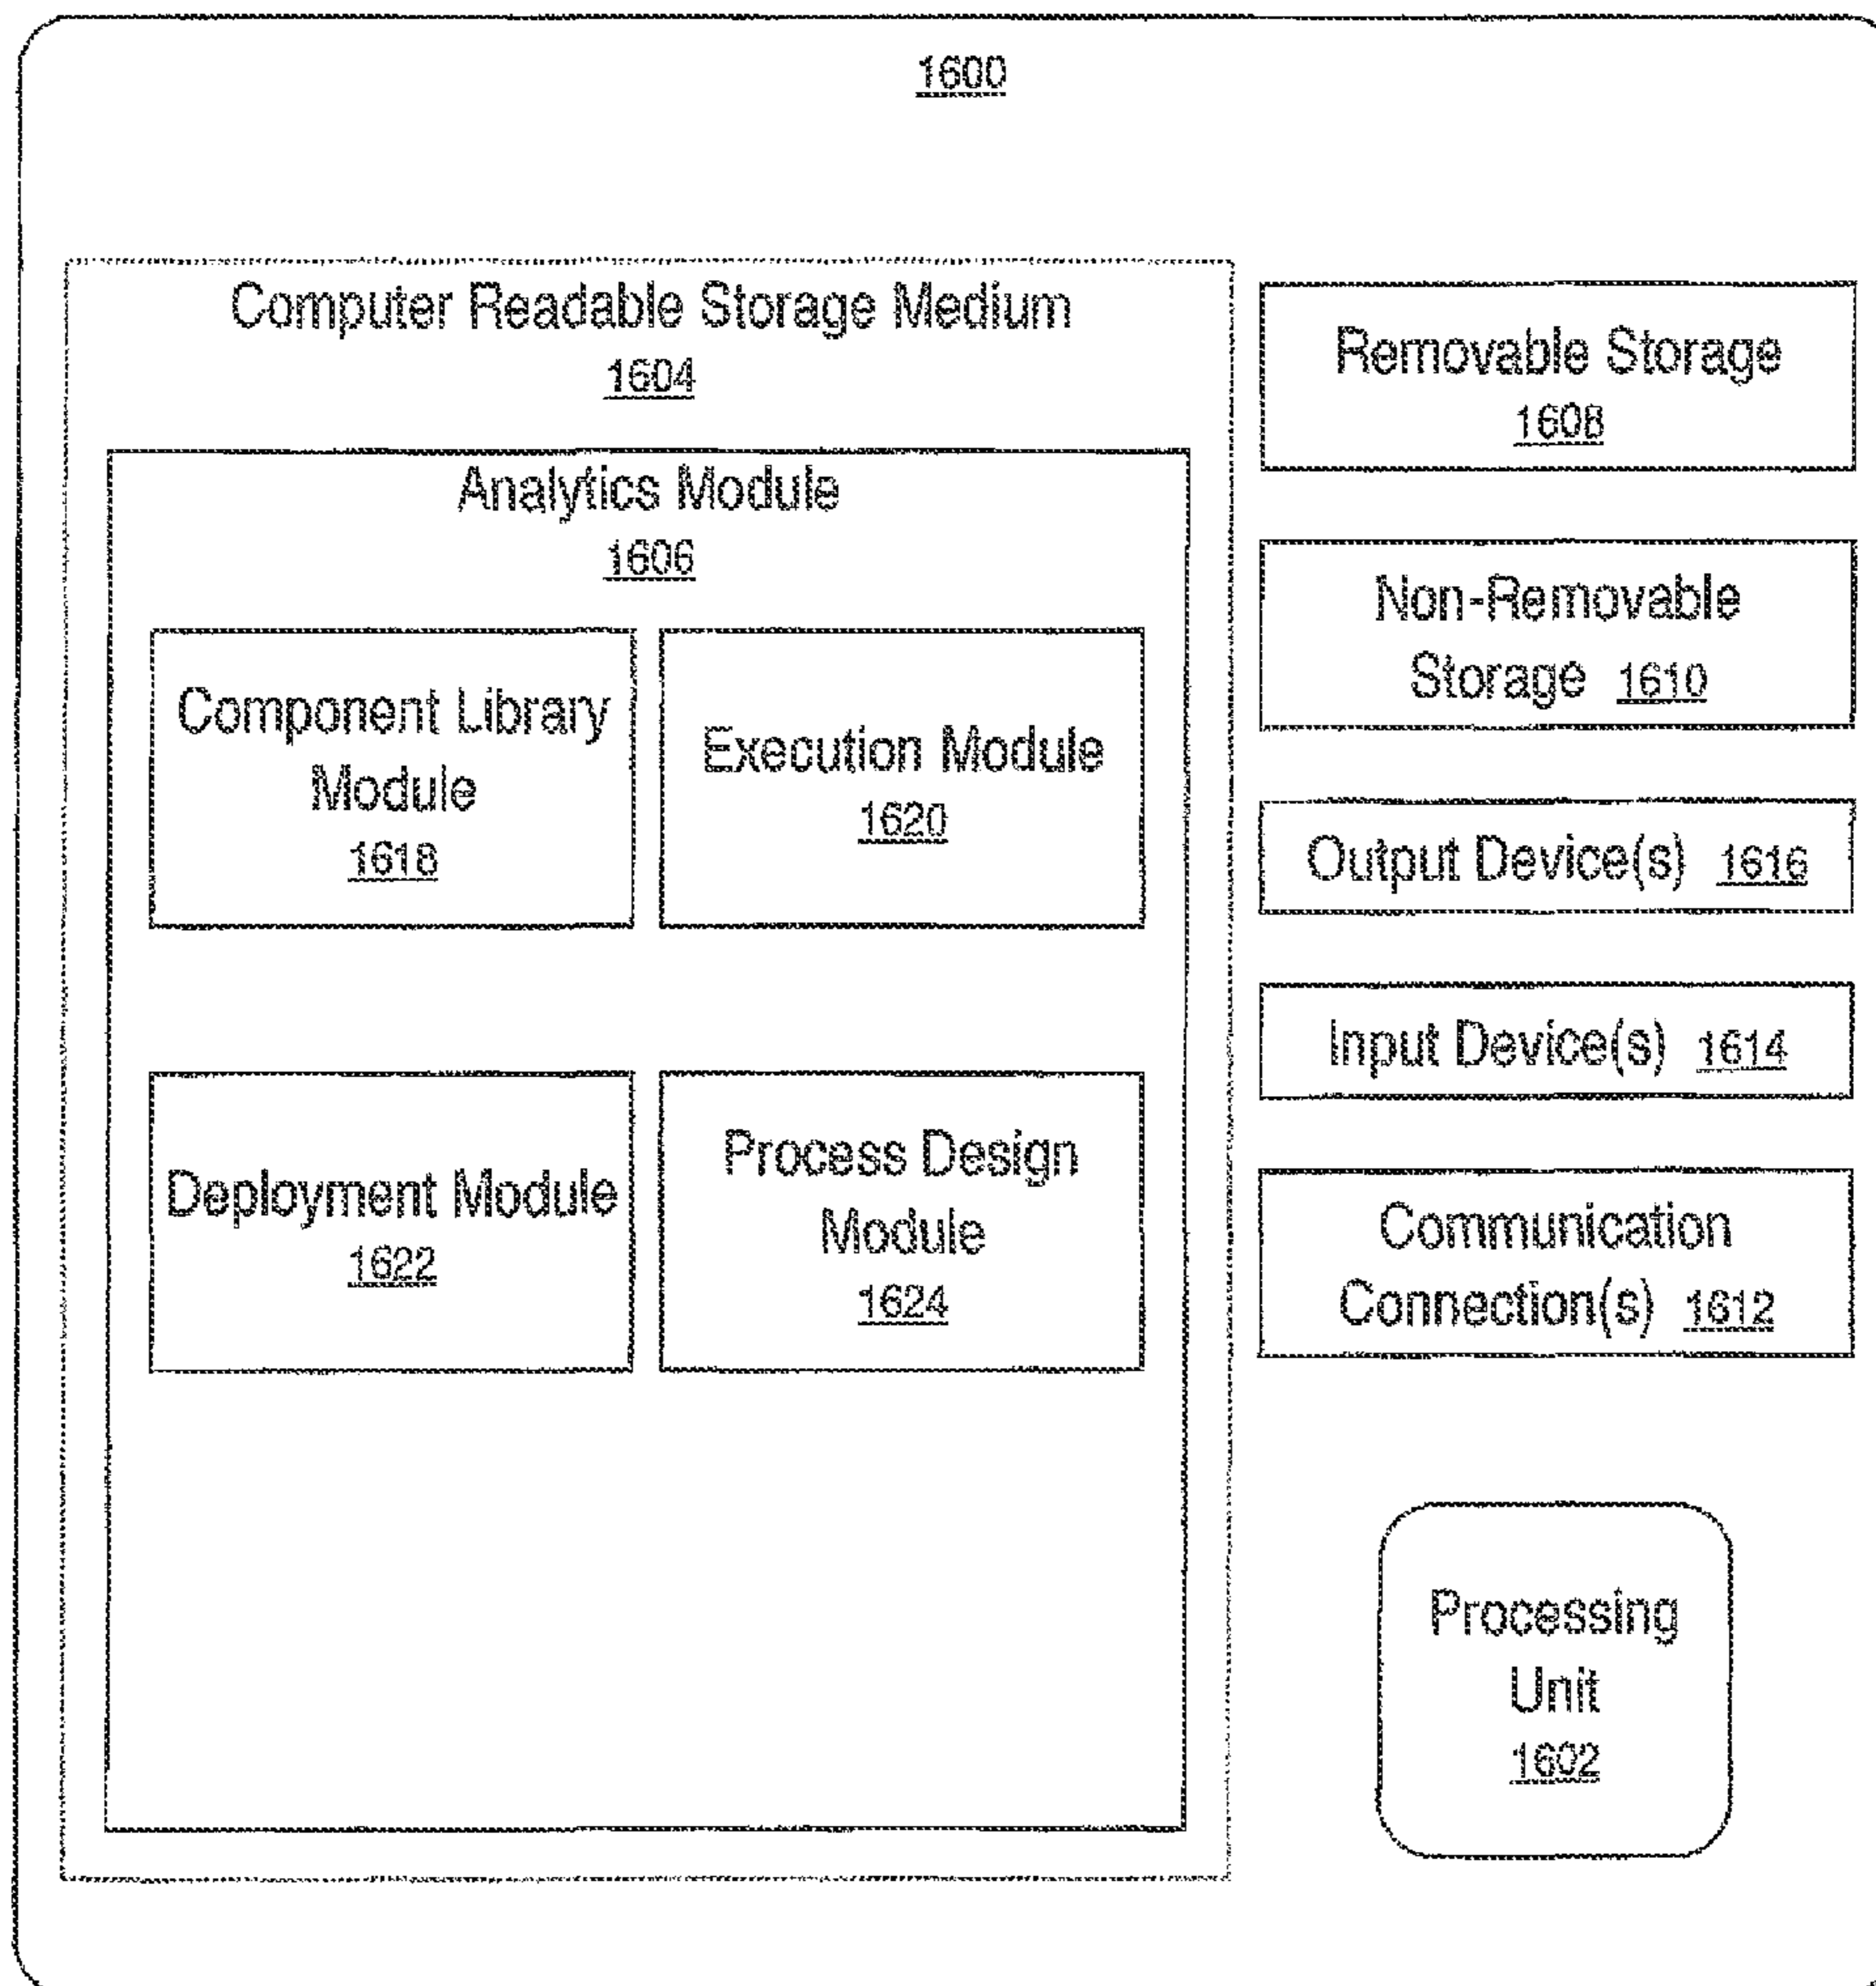 1600
Computer Readable Storage Medium
1604
Analytics Module
1606
Component Library
Module
1618
Execution Module
1620
Deployment Module
1622
Process Design
Module
1624
Removable Storage
1608
Non-Removable
Storage 1610
Output Device(s) 1616
Input Device(s) 1614
Communication
Connection(s) 1612
Processing
Unit
1602